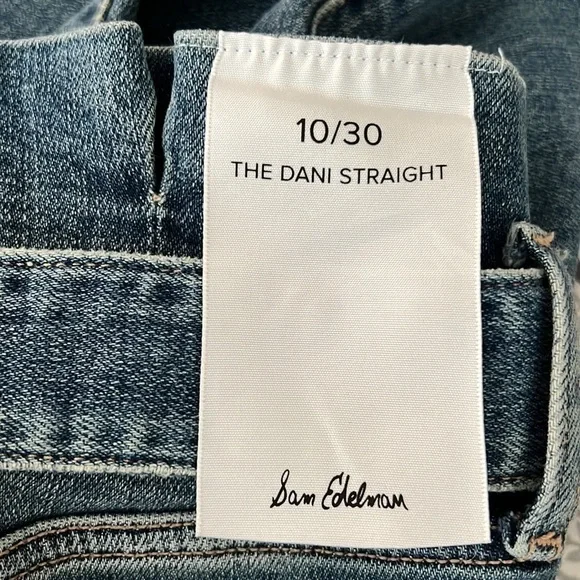 10/30
THE DANI STRAIGHT
Sam Edelman